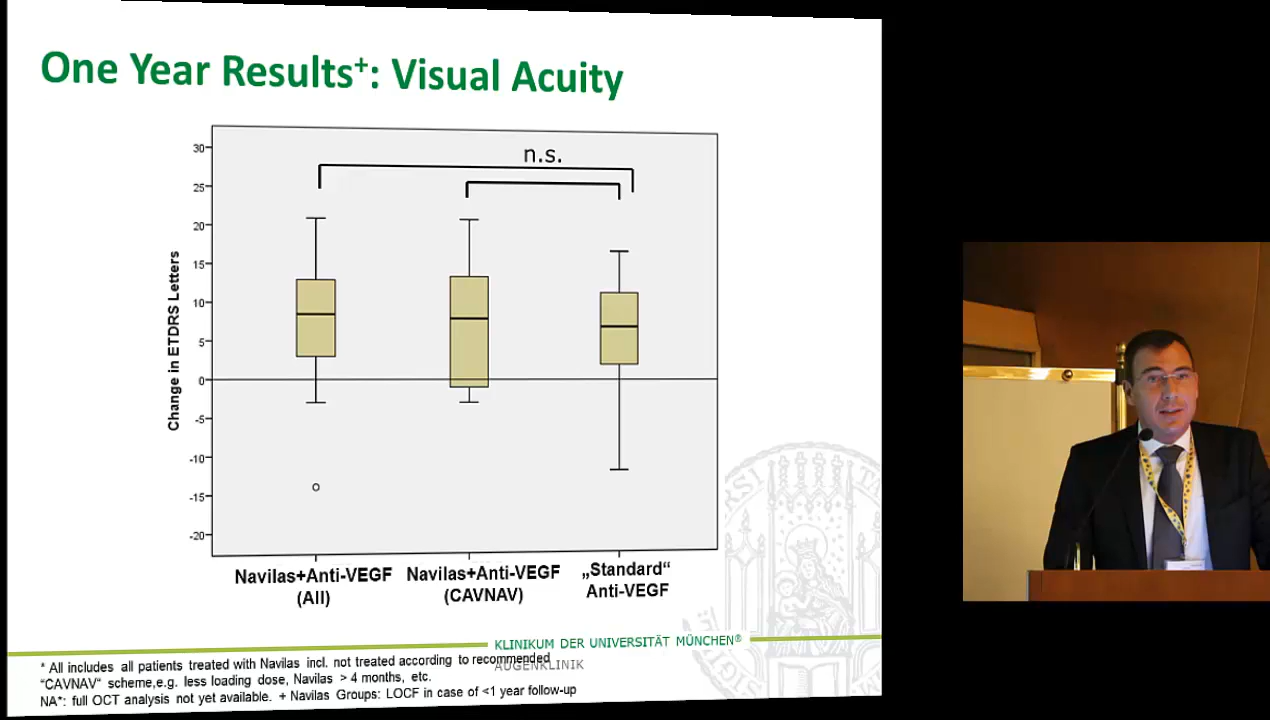 One Year Results+: Visual Acuity
n.s.
Change in ETDRS Letters
30
25
20
15
10
5
0
-5
-10
-15
-20
Navilas+Anti-VEGF
(All)
Navilas+Anti-VEGF
(CAVNAV)
„Standard“
Anti-VEGF
KLINIKUM DER UNIVERSITÄT MÜNCHEN®
AUGENKLINIK
* All includes all patients treated with Navilas incl. not treated according to recommended
“CAVNAV“ scheme,e.g. less loading dose, Navilas > 4 months, etc.
NA*: full OCT analysis not yet available. + Navilas Groups: LOCF in case of <1 year follow-up